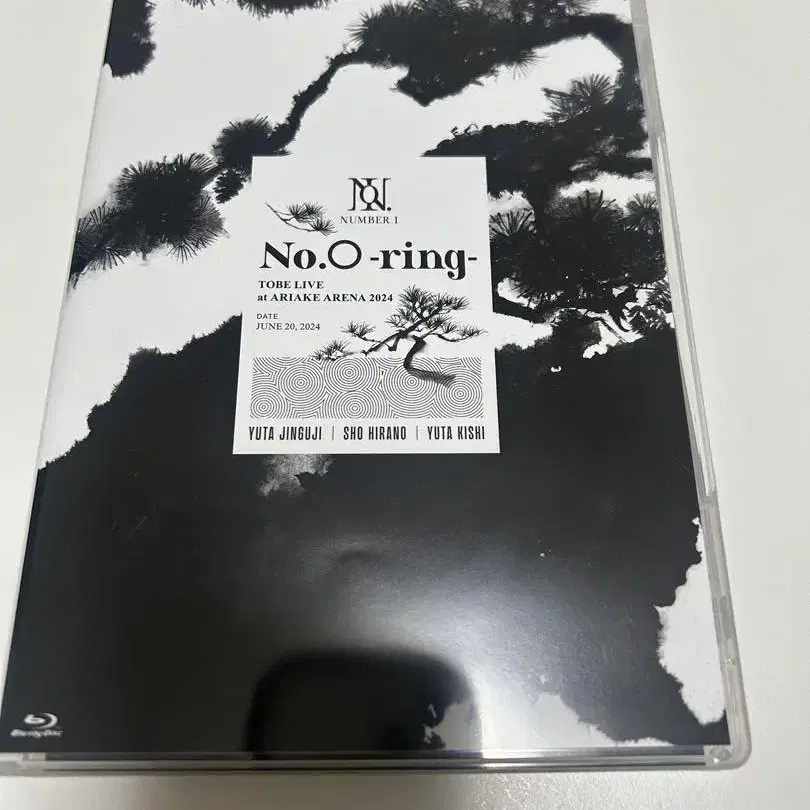 NO.I.
NUMBER I
No.O -ring-
TOBE LIVE
at ARIAKE ARENA 2024
DATE
JUNE 20, 2024
YUTA JINGUJI | SHO HIRANO | YUTA KISHI
Blu-ray Disc